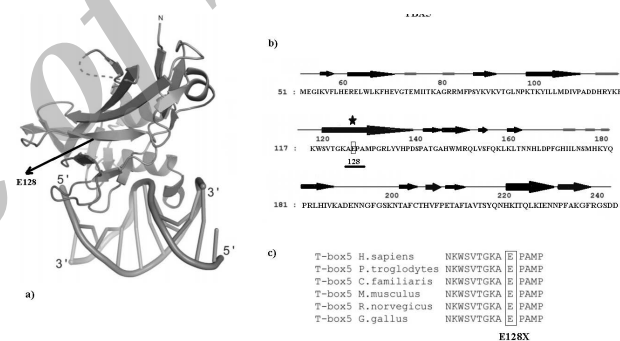 N
E128
5'
3'
3'
5'
a)
b)
60 100
51 : MEGIKVFLHERELWLKFHEVGTEMIITKAGRRMFPSYKVKVTGLNPKTKYILLMDIVPADDHRYKF
120 140 160 180
117 : KWSVTGKAEPAMPGRLYVHPDSPATGAHWMRQLVSFQKLKLTNNHLDPFGHIILNSMHKYQ
128
200 220 240
181 : PRLHIVKADENNGFGSKNTAFCTHVFPETAFIAVTSYQNHKITQLKIENNPFAKGFRGSDD
c)
T-box5 H.sapiens NKWSVTGKA E PAMP
T-box5 P.troglodytes NKWSVTGKA E PAMP
T-box5 C.familiaris NKWSVTGKA E PAMP
T-box5 M.musculus NKWSVTGKA E PAMP
T-box5 R.norvegicus NKWSVTGKA E PAMP
T-box5 G.gallus NKWSVTGKA E PAMP
E128X